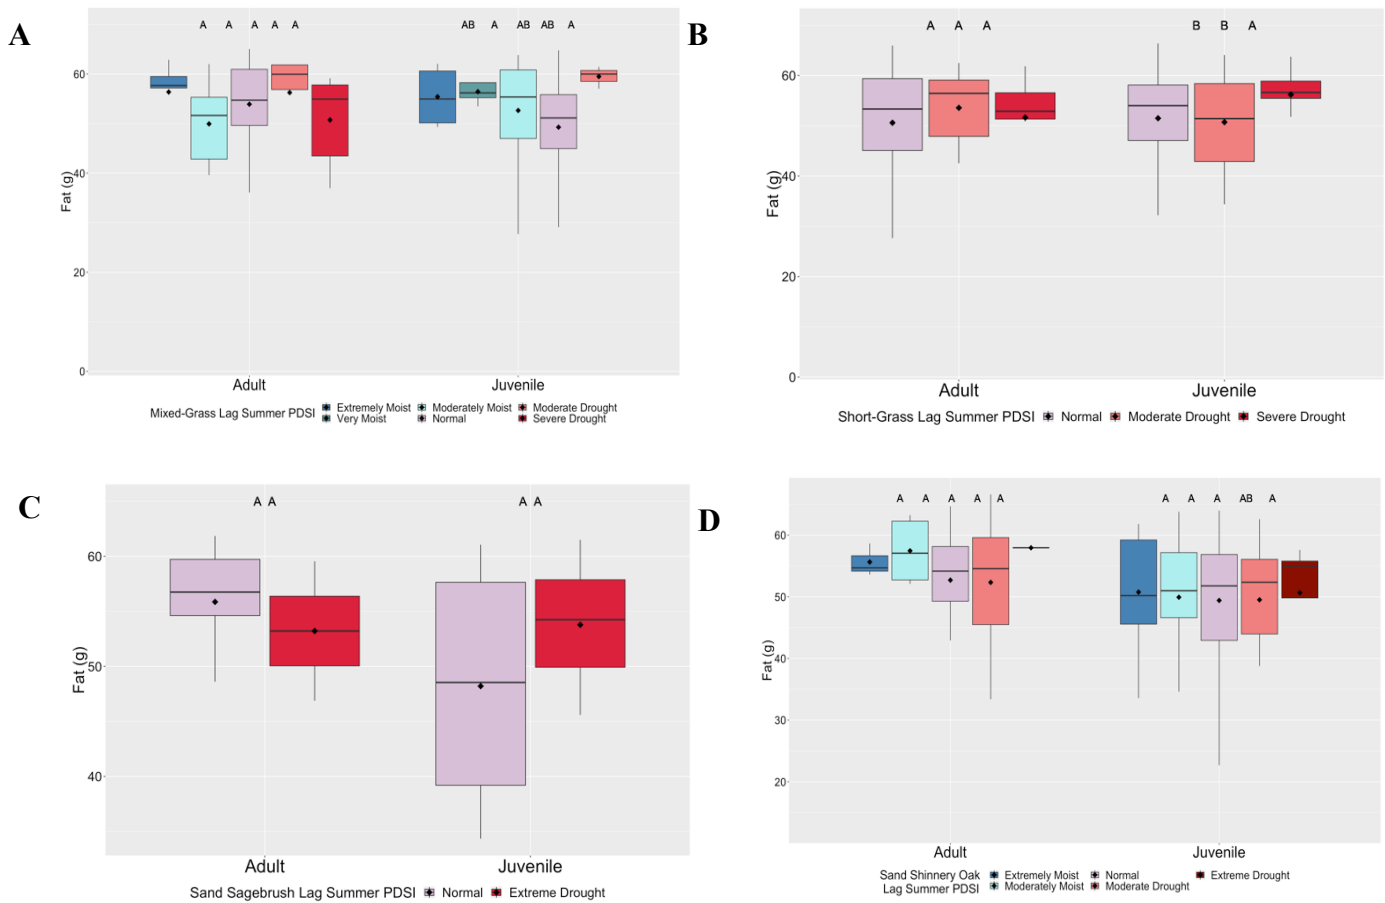 A
A A A A A
AB A AB AB A
60
40
20
0
Fat (g)
Adult
Juvenile
Mixed-Grass Lag Summer PDSI
Extremely Moist
Moderately Moist
Moderate Drought
Very Moist
Normal
Severe Drought
B
A A A
B B A
60
40
20
0
Fat (g)
Adult
Juvenile
Short-Grass Lag Summer PDSI
Normal
Moderate Drought
Severe Drought
C
A A
A A
60
50
40
Fat (g)
Adult
Juvenile
Sand Sagebrush Lag Summer PDSI
Normal
Extreme Drought
D
A A A A A
A A A AB A
60
50
40
30
20
Fat (g)
Adult
Juvenile
Sand Shinnery Oak
Lag Summer PDSI
Extremely Moist
Normal
Extreme Drought
Moderately Moist
Moderate Drought